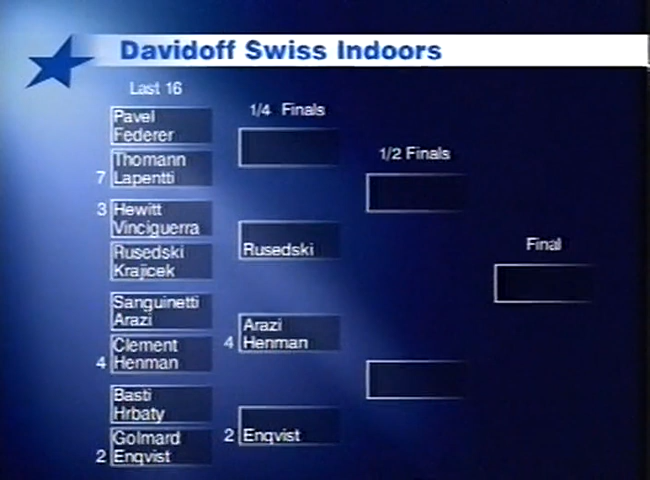 Davidoff Swiss Indoors
Last 16
1/4 Finals
1/2 Finals
Final
Pavel
Federer
Thomann
7 Lapentti
3 Hewitt
Vinciguerra
Rusedski
Krajicek
Sanguinetti
Arazi
Clement
4 Henman
Basti
Hrbaty
Golmard
2 Enqvist
Rusedski
Arazi
4 Henman
2 Enqvist